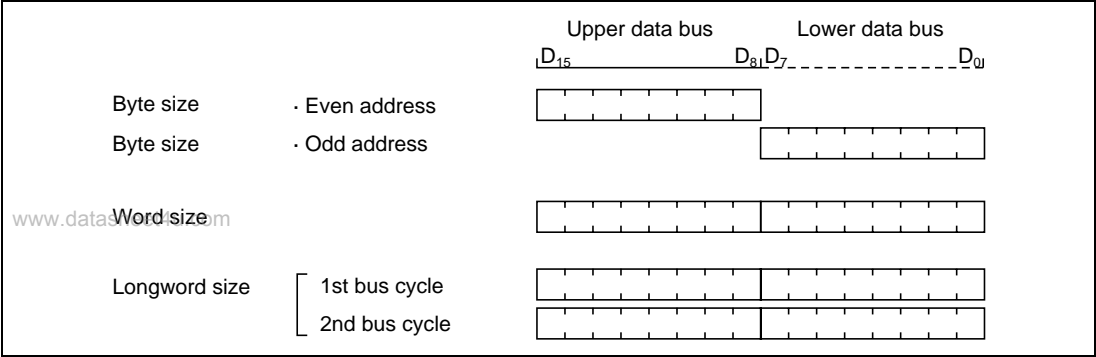 Upper data bus Lower data bus
D15 D8 D7 D0
Byte size · Even address
Byte size · Odd address
Word size
www.datasheet4u.com
Longword size 1st bus cycle
2nd bus cycle